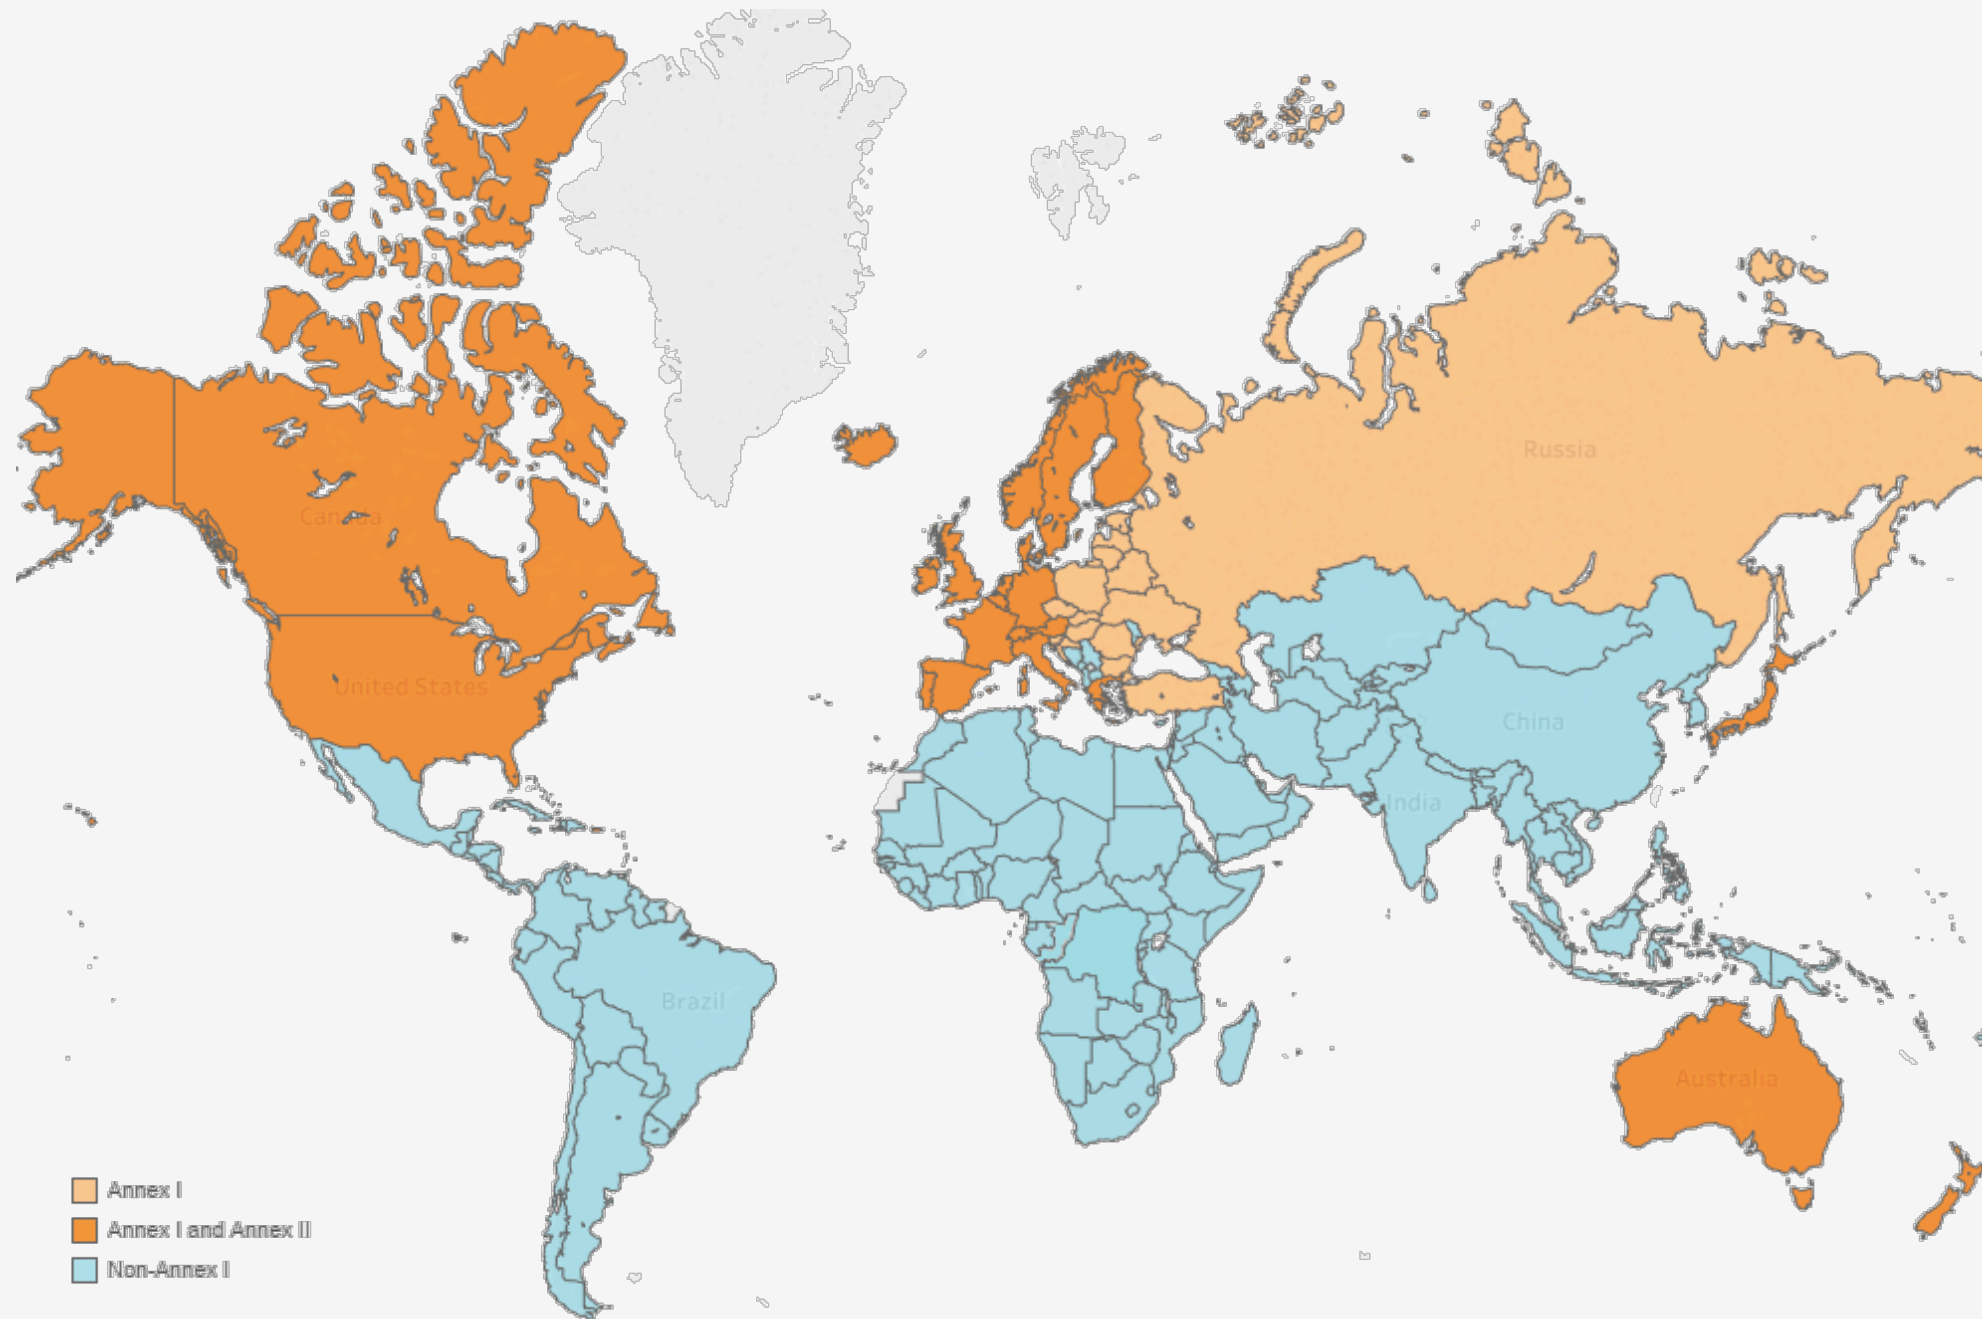 Russia
Canada
United States
China
India
Brazil
Australia
Annex I
Annex I and Annex II
Non-Annex I